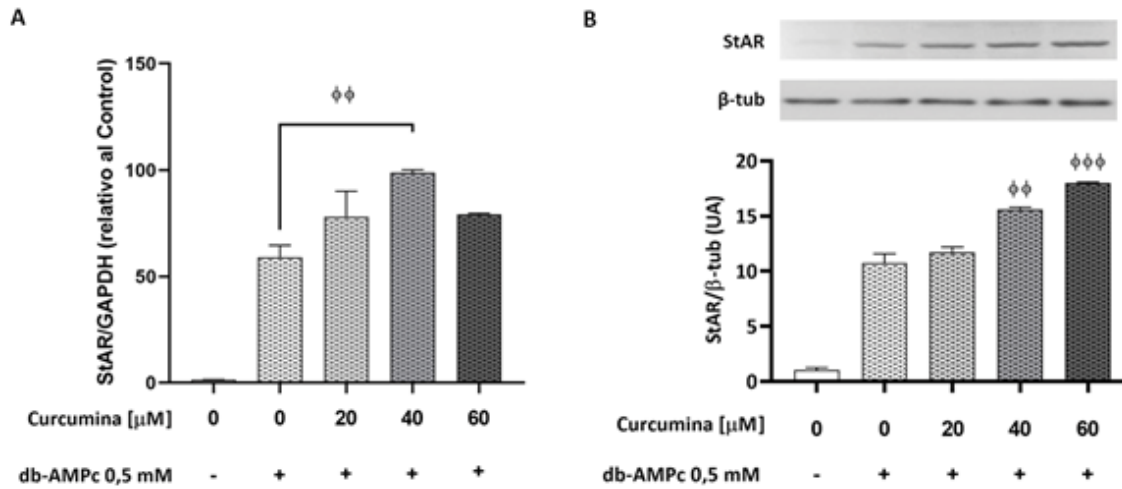 A
StAR/GAPDH (relativo al Control)
150
100
50
0
ϕϕ
Curcumina [μM] 0 0 20 40 60
db-AMPc 0,5 mM - + + + +
B
StAR
β-tub
StAR/β-tub (UA)
20
15
10
5
0
ϕϕ
ϕϕϕ
Curcumina [μM] 0 0 20 40 60
db-AMPc 0,5 mM - + + + +